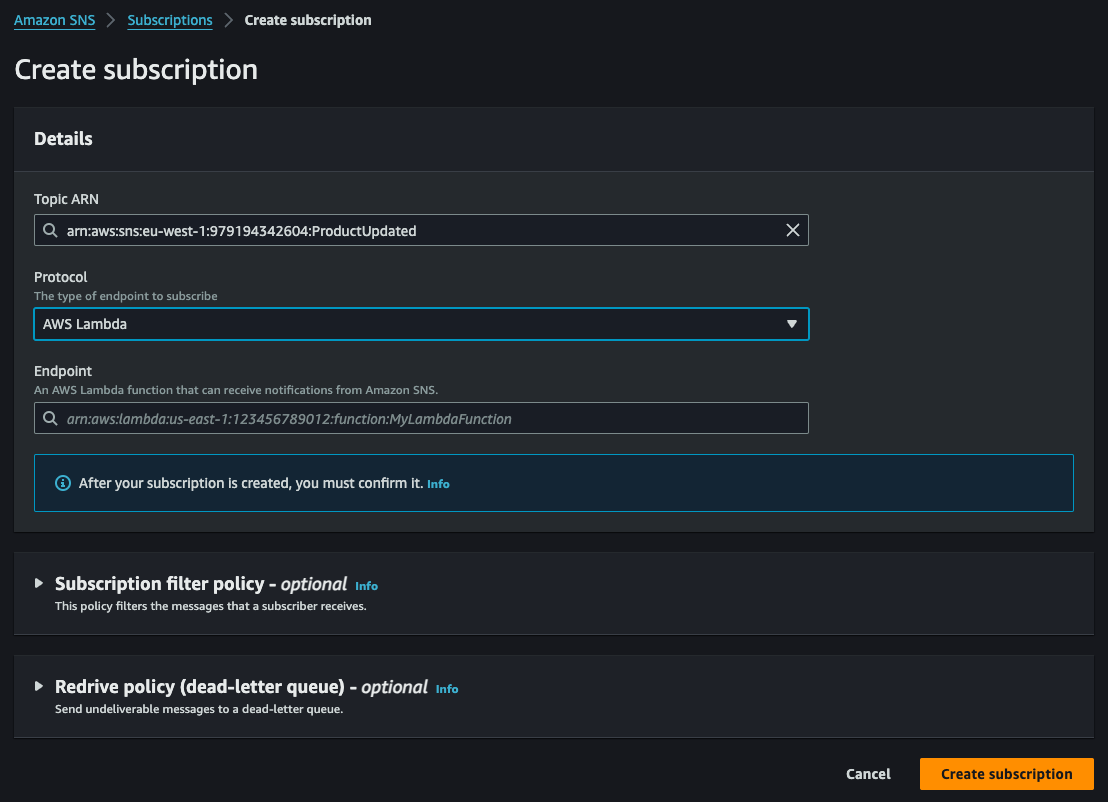 Amazon SNS > Subscriptions > Create subscription
Create subscription
Details
Topic ARN
arn:aws:sns:eu-west-1:979194342604:ProductUpdated
Protocol
The type of endpoint to subscribe
AWS Lambda
Endpoint
An AWS Lambda function that can receive notifications from Amazon SNS.
arn:aws:lambda:us-east-1:123456789012:function:MyLambdaFunction
After your subscription is created, you must confirm it. Info
Subscription filter policy - optional Info
This policy filters the messages that a subscriber receives.
Redrive policy (dead-letter queue) - optional Info
Send undeliverable messages to a dead-letter queue.
Cancel Create subscription